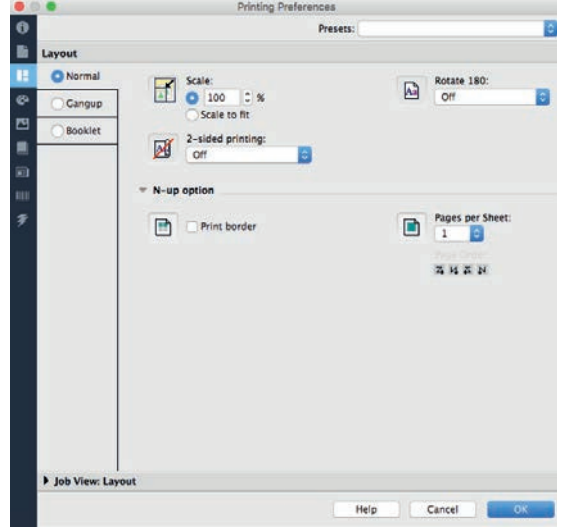 Printing Preferences
Presets:
Layout
Normal
Gangup
Booklet
Scale:
100 %
Scale to fit
2-sided printing:
Off
Rotate 180:
Off
N-up option
Print border
Pages per Sheet:
1
Job View: Layout
Help Cancel OK